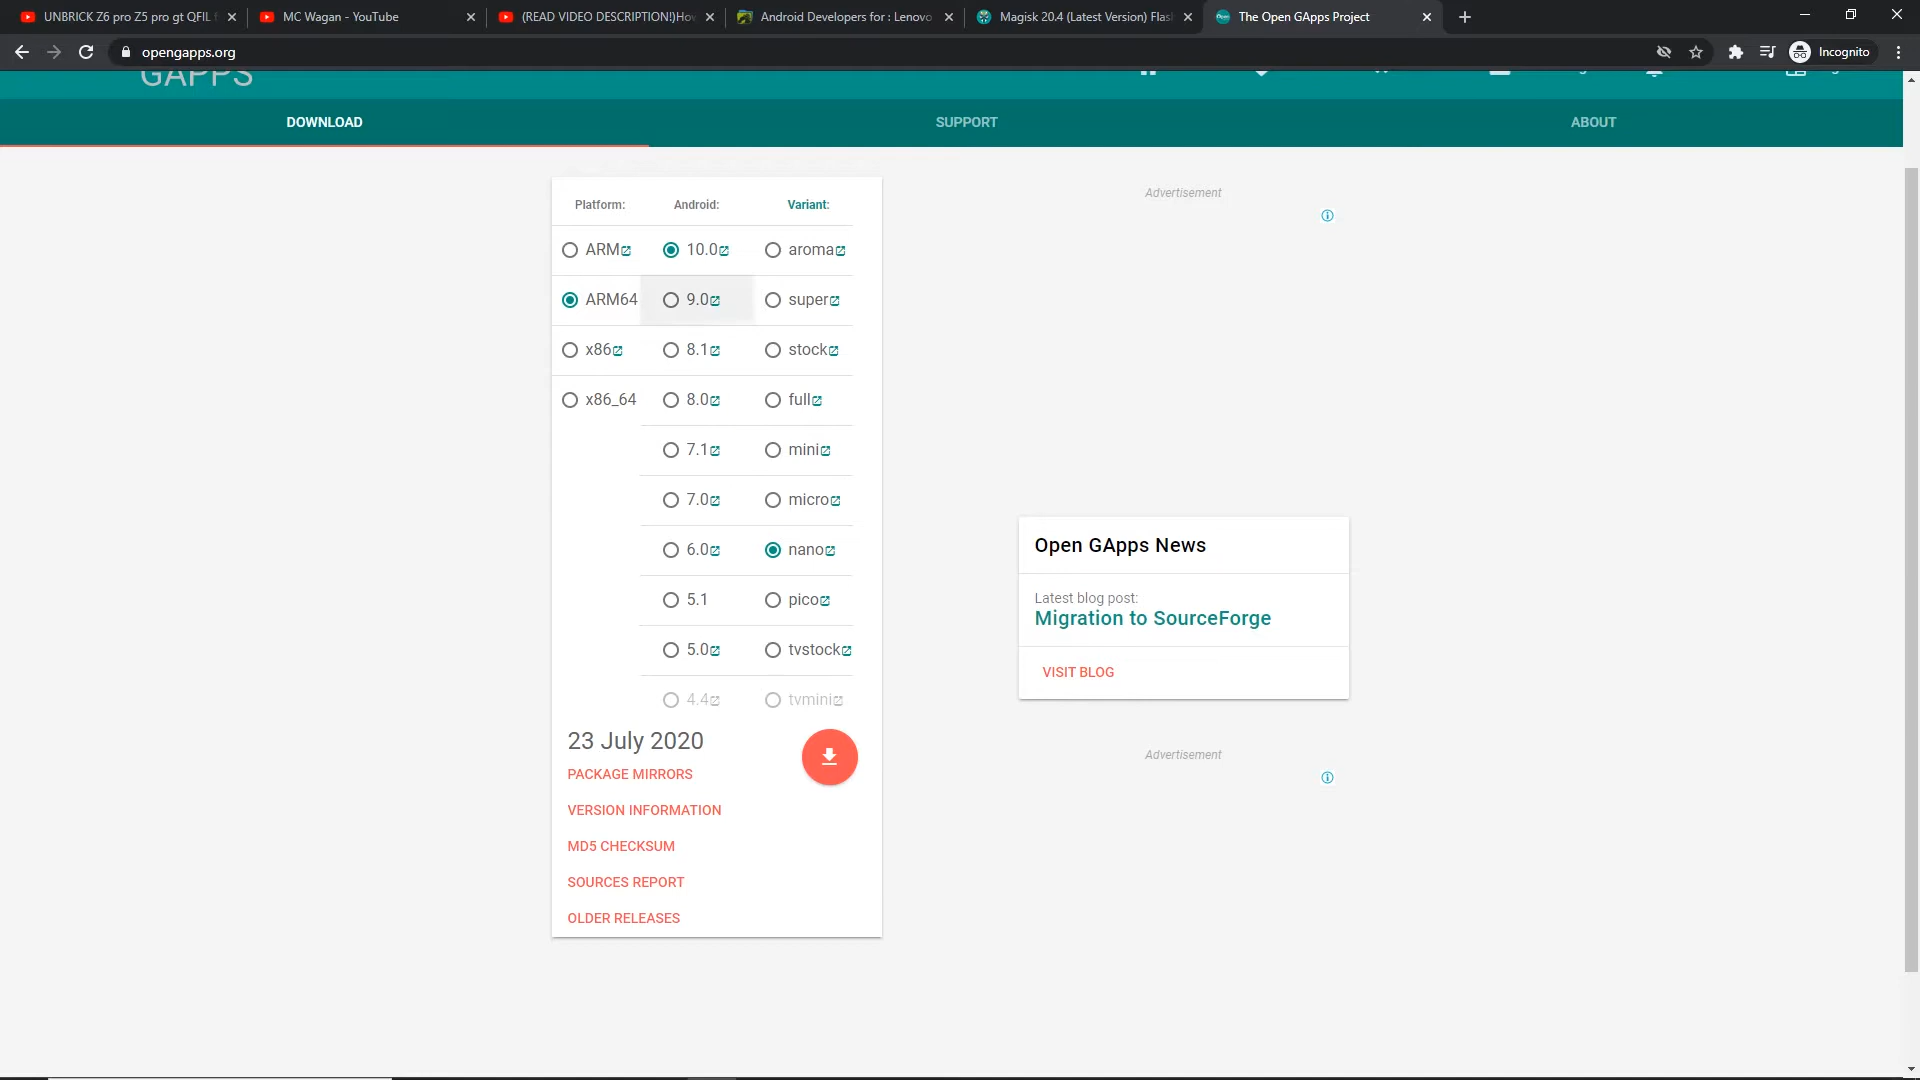 UNBRICK Z6 pro Z5 pro gt QFIL f
MC Wagan - YouTube
(READ VIDEO DESCRIPTION!)Hov
Android Developers for : Lenovo
Magisk 20.4 (Latest Version) Flas
The Open GApps Project
opengapps.org
Incognito
GAPPS
DOWNLOAD
SUPPORT
ABOUT
Platform: Android: Variant:
ARM 10.0 aroma
ARM64 9.0 super
x86 8.1 stock
x86_64 8.0 full
7.1 mini
7.0 micro
6.0 nano
5.1 pico
5.0 tvstock
4.4 tvmini
23 July 2020
PACKAGE MIRRORS
VERSION INFORMATION
MD5 CHECKSUM
SOURCES REPORT
OLDER RELEASES
Advertisement
Open GApps News
Latest blog post:
Migration to SourceForge
VISIT BLOG
Advertisement